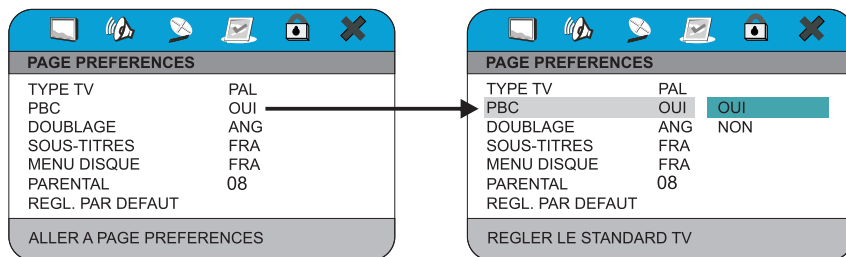 PAGE PREFERENCES
TYPE TV PAL
PBC OUI
DOUBLAGE ANG
SOUS-TITRES FRA
MENU DISQUE FRA
PARENTAL 08
REGL. PAR DEFAUT
ALLER A PAGE PREFERENCES
PAGE PREFERENCES
TYPE TV PAL
PBC OUI OUI
DOUBLAGE ANG NON
SOUS-TITRES FRA
MENU DISQUE FRA
PARENTAL 08
REGL. PAR DEFAUT
REGLER LE STANDARD TV